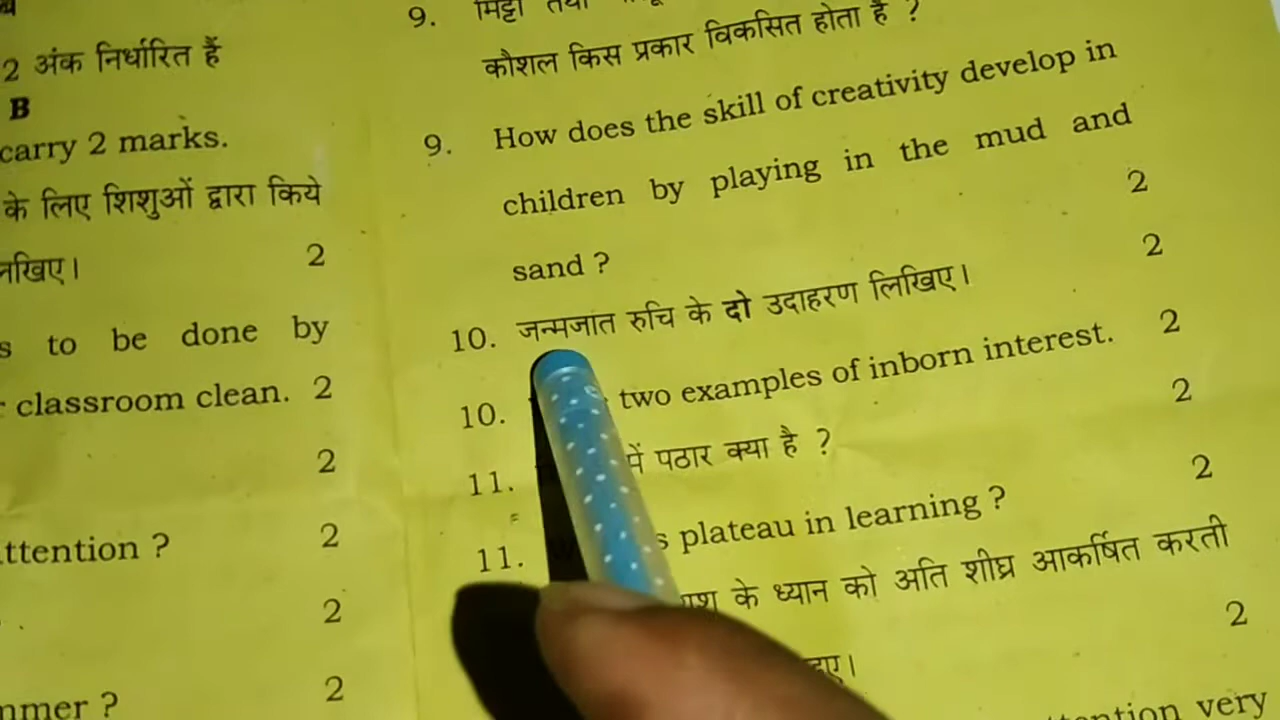 2 अंक निर्धारित हैं
B
carry 2 marks.
के लिए शिशुओं द्वारा किये
2
s to be done by
classroom clean. 2
2
ttention ? 2
2
mmer ? 2
9. मिट्टी तथा
कौशल किस प्रकार विकसित होता है ?
9. How does the skill of creativity develop in
children by playing in the mud and
sand ? 2
10. जन्मजात रुचि के दो उदाहरण लिखिए। 2
10. two examples of inborn interest. 2
11. में पठार क्या है ? 2
11. s plateau in learning ? 2
के ध्यान को अति शीघ्र आकर्षित करती
2
ttention very